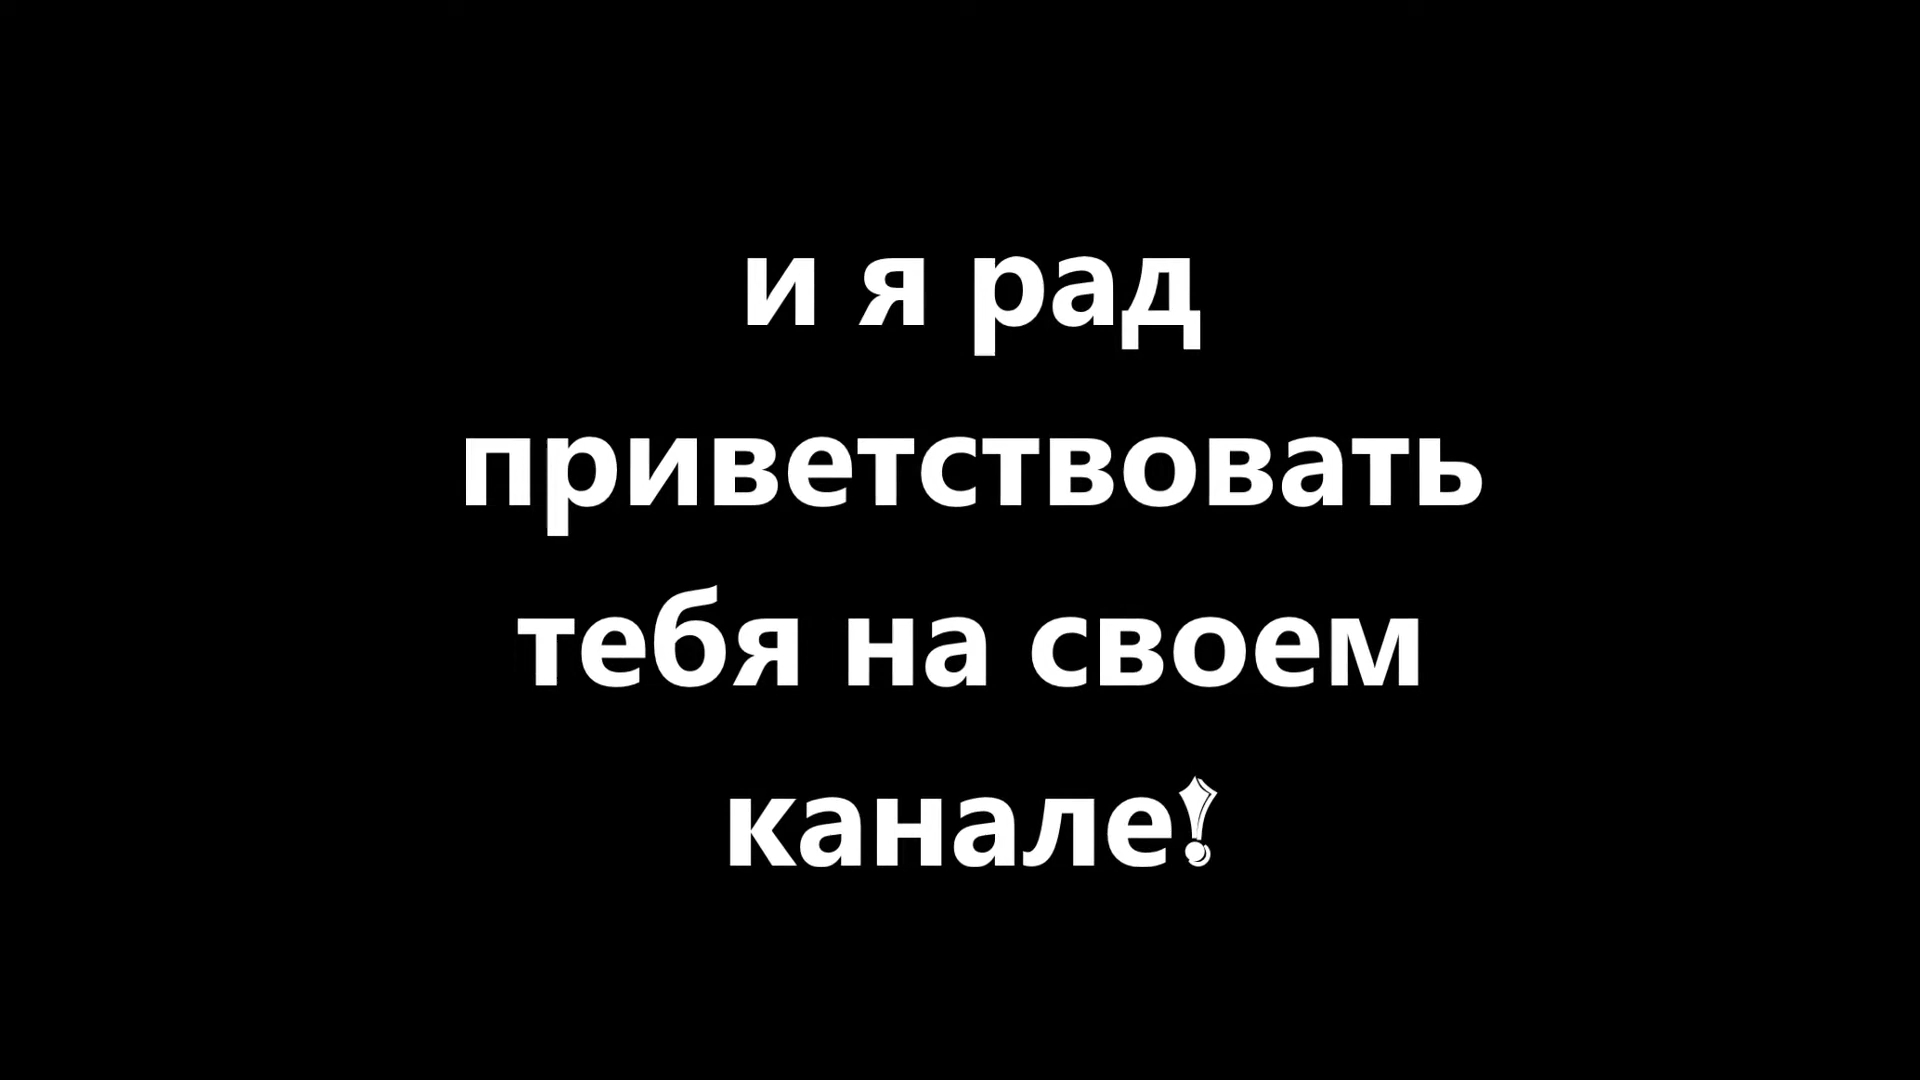 и я рад
приветствовать
тебя на своем
канале!